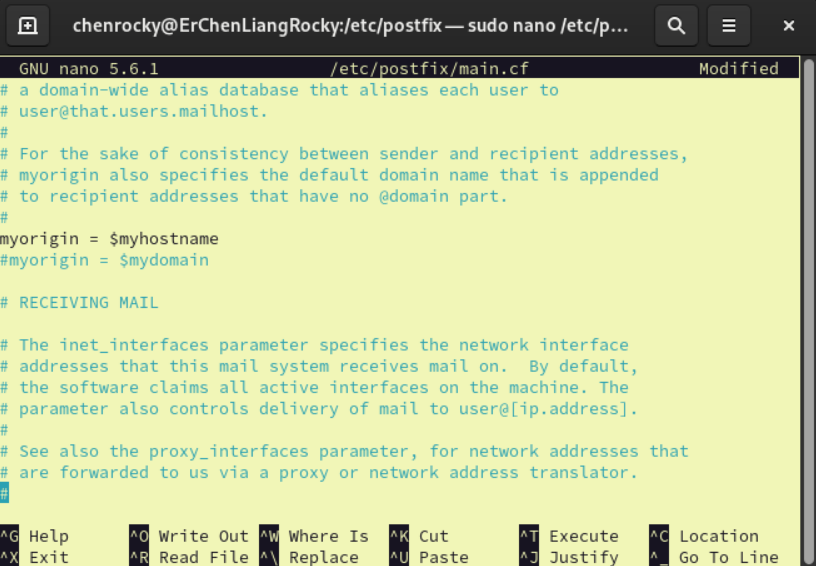 chenrocky@ErChenLiangRocky:/etc/postfix — sudo nano /etc/p...
GNU nano 5.6.1 /etc/postfix/main.cf Modified
# a domain-wide alias database that aliases each user to
# user@that.users.mailhost.
#
# For the sake of consistency between sender and recipient addresses,
# myorigin also specifies the default domain name that is appended
# to recipient addresses that have no @domain part.
#
myorigin = $myhostname
#myorigin = $mydomain

# RECEIVING MAIL

# The inet_interfaces parameter specifies the network interface
# addresses that this mail system receives mail on.  By default,
# the software claims all active interfaces on the machine. The
# parameter also controls delivery of mail to user@[ip.address].
#
# See also the proxy_interfaces parameter, for network addresses that
# are forwarded to us via a proxy or network address translator.
#
^G Help ^O Write Out ^W Where Is ^K Cut ^T Execute ^C Location
^X Exit ^R Read File ^\ Replace ^U Paste ^J Justify ^_ Go To Line